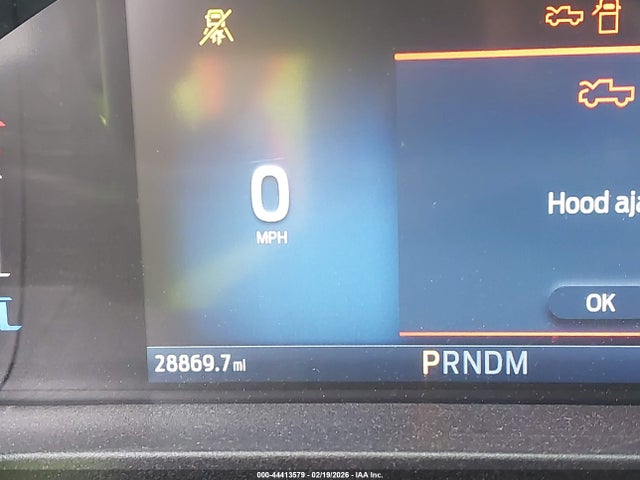 0
MPH
Hood aja
OK
28869.7 mi
PRNDM
000-44413579 - 02/19/2026 - IAA Inc.